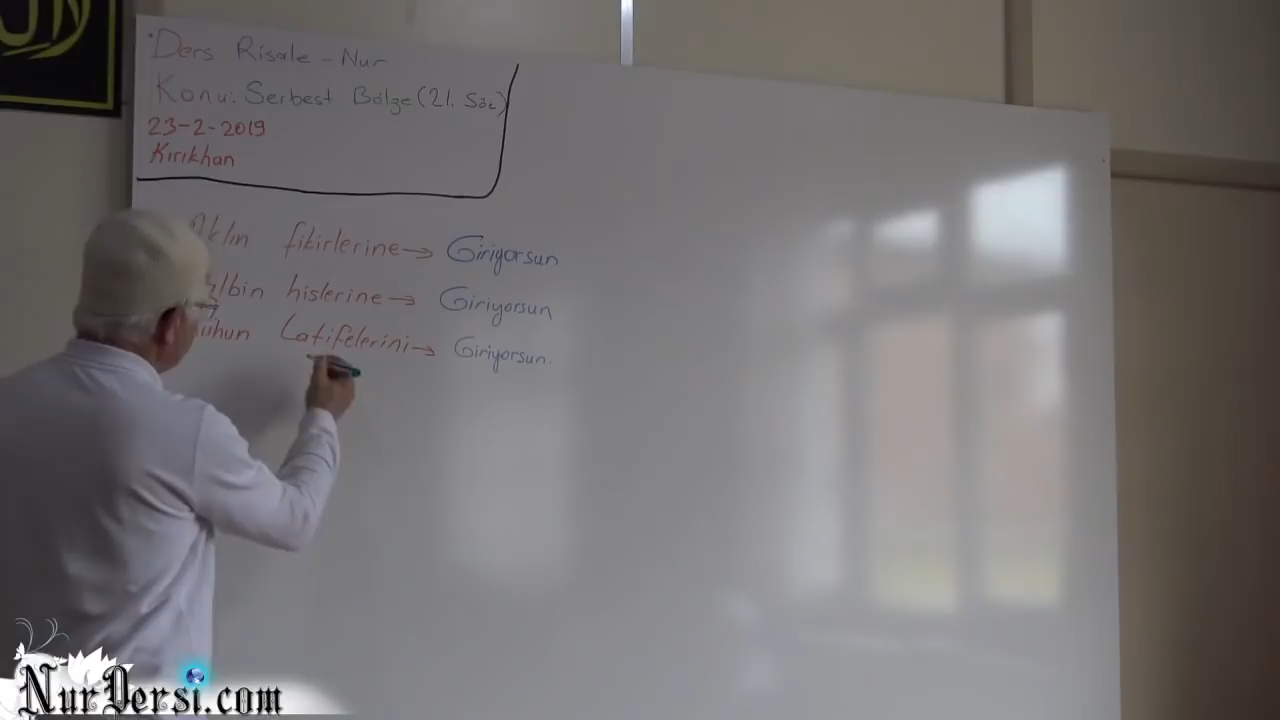 Ders Risale-Nur
Konu: Serbest Bölge (21. Söz)
23-2-2019
Kırıkhan
Aklın fikirlerine → Giriyorsun
hislerine → Giriyorsun
Latifelerini → Giriyorsun.
NurDersi.com